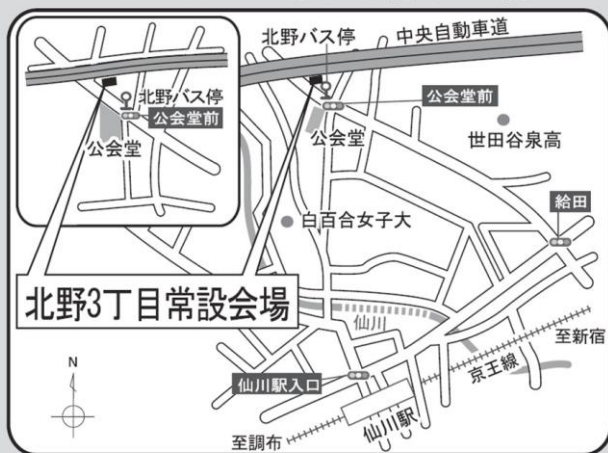 北野バス停
公会堂前
公会堂
北野バス停
中央自動車道
公会堂前
公会堂
世田谷泉高
白百合女子大
給田
北野3丁目常設会場
仙川
至新宿
京王線
仙川駅入口
仙川駅
至調布
N